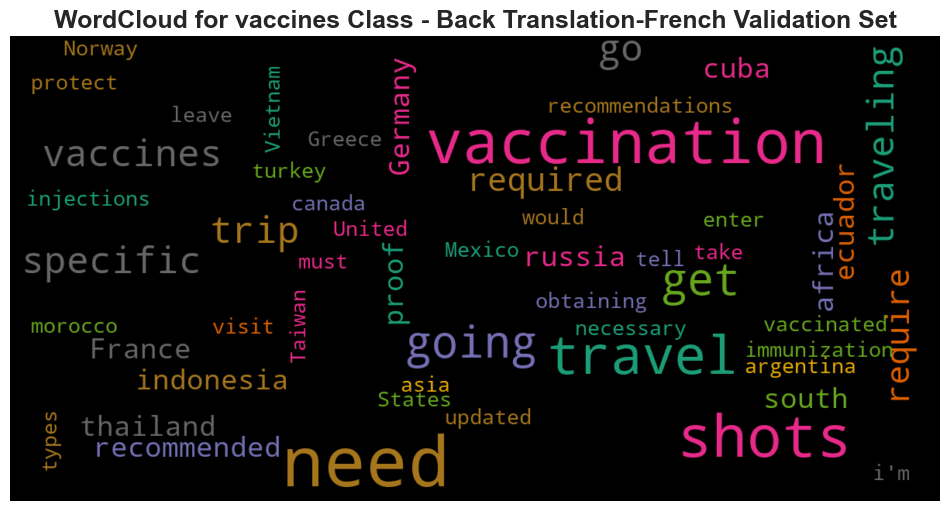 WordCloud for vaccines Class - Back Translation-French Validation Set
Norway
go
cuba
traveling
protect
Vietnam
Germany
recommendations
leave
Greece
vaccination
vaccines
turkey
required
injections
canada
United
would
enter
africa
ecuador
trip
specific
must
proof
Mexico
russia
tell
take
get
obtaining
require
morocco
visit
Taiwan
going
necessary
vaccinated
France
travel
immunization
argentina
indonesia
asia
States
south
types
thailand
updated
recommended
need
shots
i'm